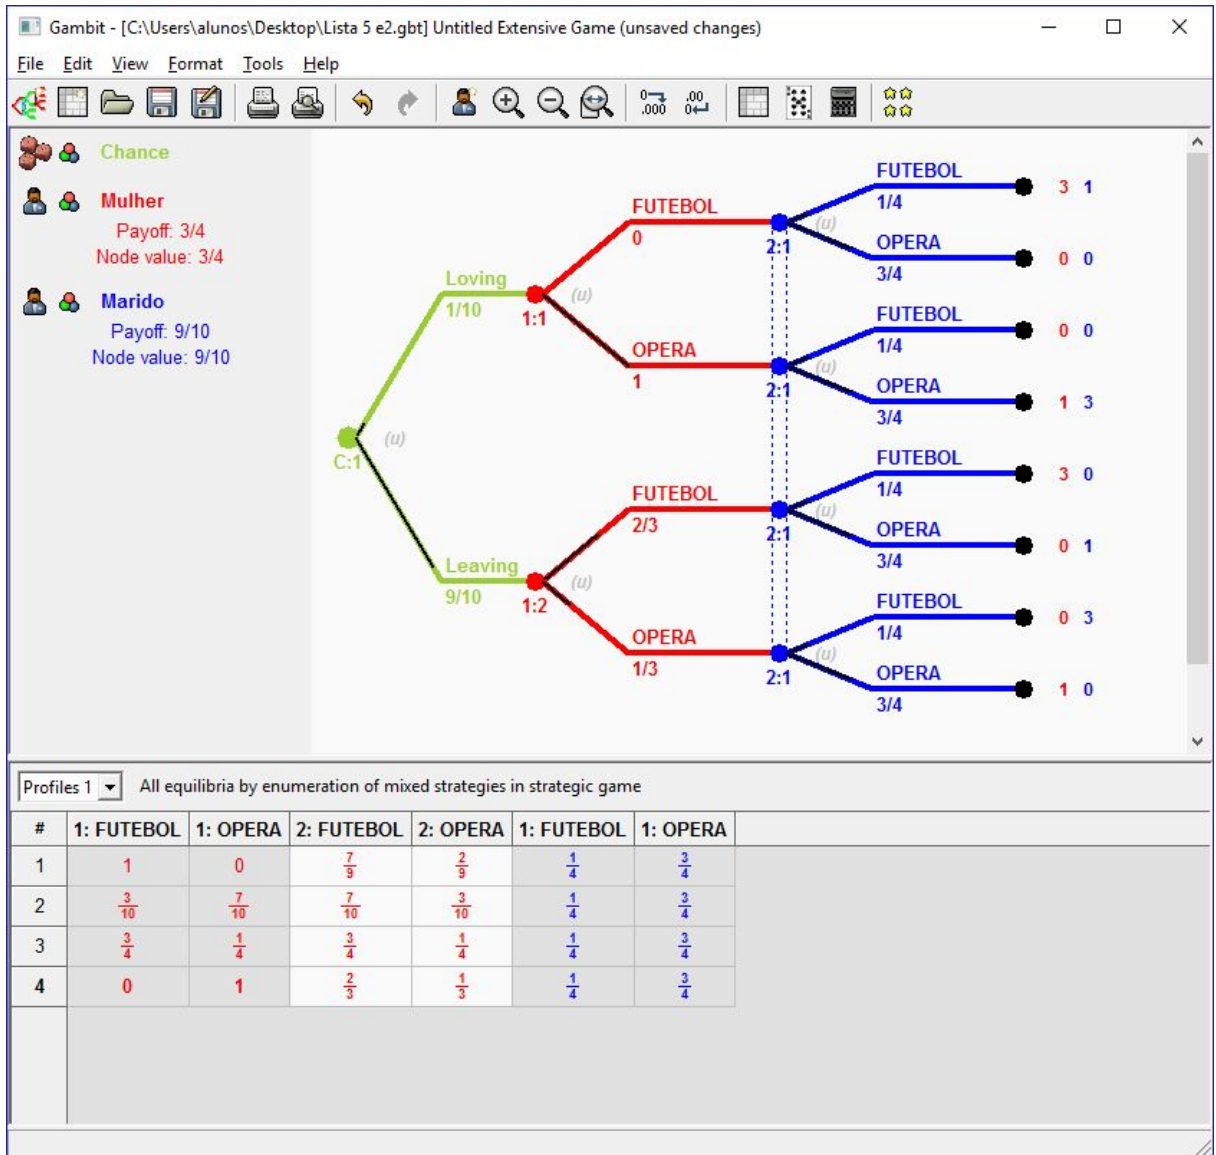 Gambit - [C:\Users\alunos\Desktop\Lista 5 e2.gbt] Untitled Extensive Game (unsaved changes)
File Edit View Format Tools Help
0 .000 .00 0
Chance
Mulher
Payoff: 3/4
Node value: 3/4
Marido
Payoff: 9/10
Node value: 9/10
C:1 (u)
Loving
1/10
1:1 (u)
Leaving
9/10
1:2 (u)
FUTEBOL
0
2:1 (u)
OPERA
1
2:1 (u)
FUTEBOL
2/3
2:1 (u)
OPERA
1/3
2:1 (u)
FUTEBOL 3 1
1/4
OPERA 0 0
3/4
FUTEBOL 0 0
1/4
OPERA 1 3
3/4
FUTEBOL 3 0
1/4
OPERA 0 1
3/4
FUTEBOL 0 3
1/4
OPERA 1 0
3/4
Profiles 1 All equilibria by enumeration of mixed strategies in strategic game
# 1: FUTEBOL 1: OPERA 2: FUTEBOL 2: OPERA 1: FUTEBOL 1: OPERA
1 1 0 7/9 2/9 1/4 3/4
2 3/10 7/10 7/10 3/10 1/4 3/4
3 3/4 1/4 3/4 1/4 1/4 3/4
4 0 1 2/3 1/3 1/4 3/4